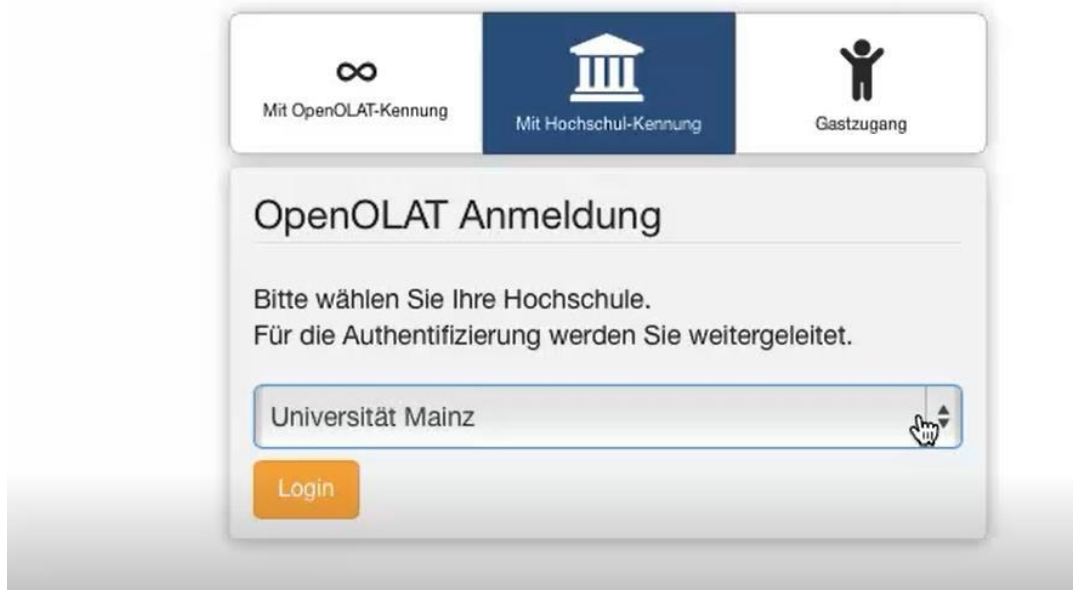 Mit OpenOLAT-Kennung
Mit Hochschul-Kennung
Gastzugang
OpenOLAT Anmeldung
Bitte wählen Sie Ihre Hochschule.
Für die Authentifizierung werden Sie weitergeleitet.
Universität Mainz
Login